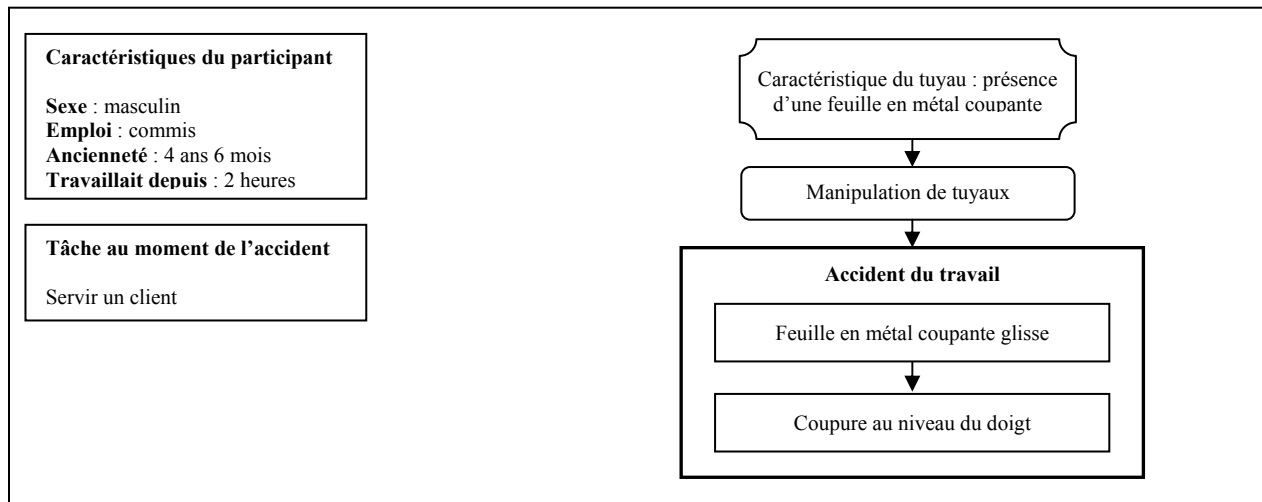 Caractéristiques du participant
Sexe : masculin
Emploi : commis
Ancienneté : 4 ans 6 mois
Travaillait depuis : 2 heures
Tâche au moment de l’accident
Servir un client
Caractéristique du tuyau : présence
d’une feuille en métal coupante
Manipulation de tuyaux
Accident du travail
Feuille en métal coupante glisse
Coupure au niveau du doigt